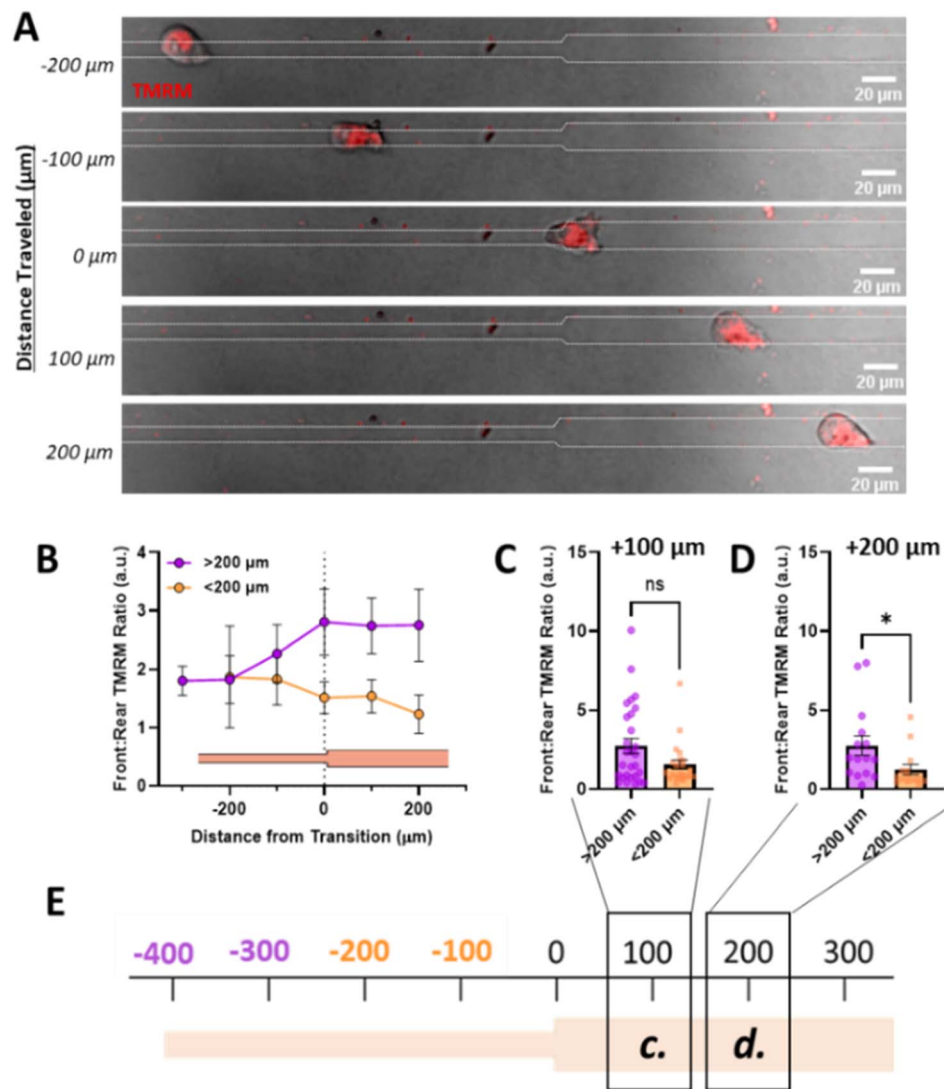 A
Distance Traveled (μm)
-200 μm
TMRM
20 μm
-100 μm
20 μm
0 μm
20 μm
100 μm
20 μm
200 μm
20 μm
B
Front:Rear TMRM Ratio (a.u.)
4
3
2
1
0
>200 μm
<200 μm
-200 0 200
Distance from Transition (μm)
C
+100 μm
Front:Rear TMRM Ratio (a.u.)
15
10
5
0
ns
>200 μm
<200 μm
D
+200 μm
Front:Rear TMRM Ratio (a.u.)
15
10
5
0
*
>200 μm
<200 μm
E
-400 -300 -200 -100 0 100 200 300
c. d.